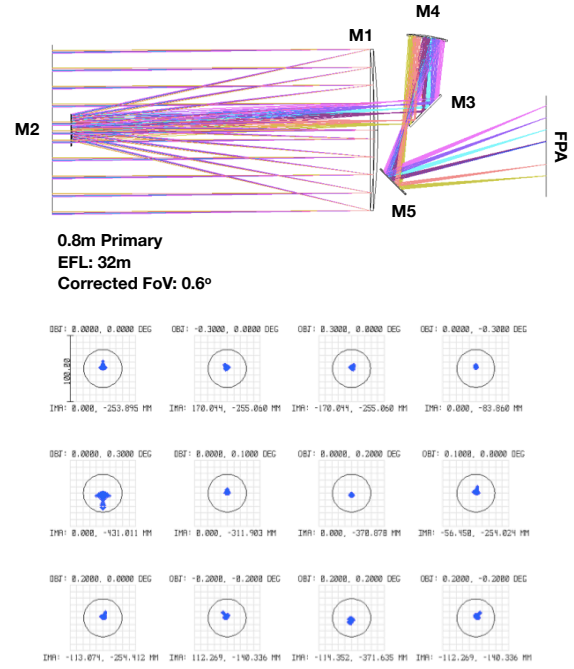 M4
M1
M3
M2
FPA
M5
0.8m Primary
EFL: 32m
Corrected FoV: 0.6º
OBJ: 0.0000, 0.0000 DEG
OBJ: -0.3000, 0.0000 DEG
OBJ: 0.3000, 0.0000 DEG
OBJ: 0.0000, -0.3000 DEG
100.00
IMA: 0.000, -253.895 MM
IMA: 170.044, -255.060 MM
IMA: -170.044, -255.060 MM
IMA: 0.000, -83.860 MM
OBJ: 0.0000, 0.3000 DEG
OBJ: 0.0000, 0.1000 DEG
OBJ: 0.0000, 0.2000 DEG
OBJ: 0.1000, 0.0000 DEG
IMA: 0.000, -431.011 MM
IMA: 0.000, -311.903 MM
IMA: 0.000, -370.878 MM
IMA: -56.450, -254.024 MM
OBJ: 0.2000, 0.0000 DEG
OBJ: -0.2000, -0.2000 DEG
OBJ: 0.2000, 0.2000 DEG
OBJ: 0.2000, -0.2000 DEG
IMA: -113.074, -254.412 MM
IMA: 112.269, -140.336 MM
IMA: -114.352, -371.635 MM
IMA: -112.269, -140.336 MM